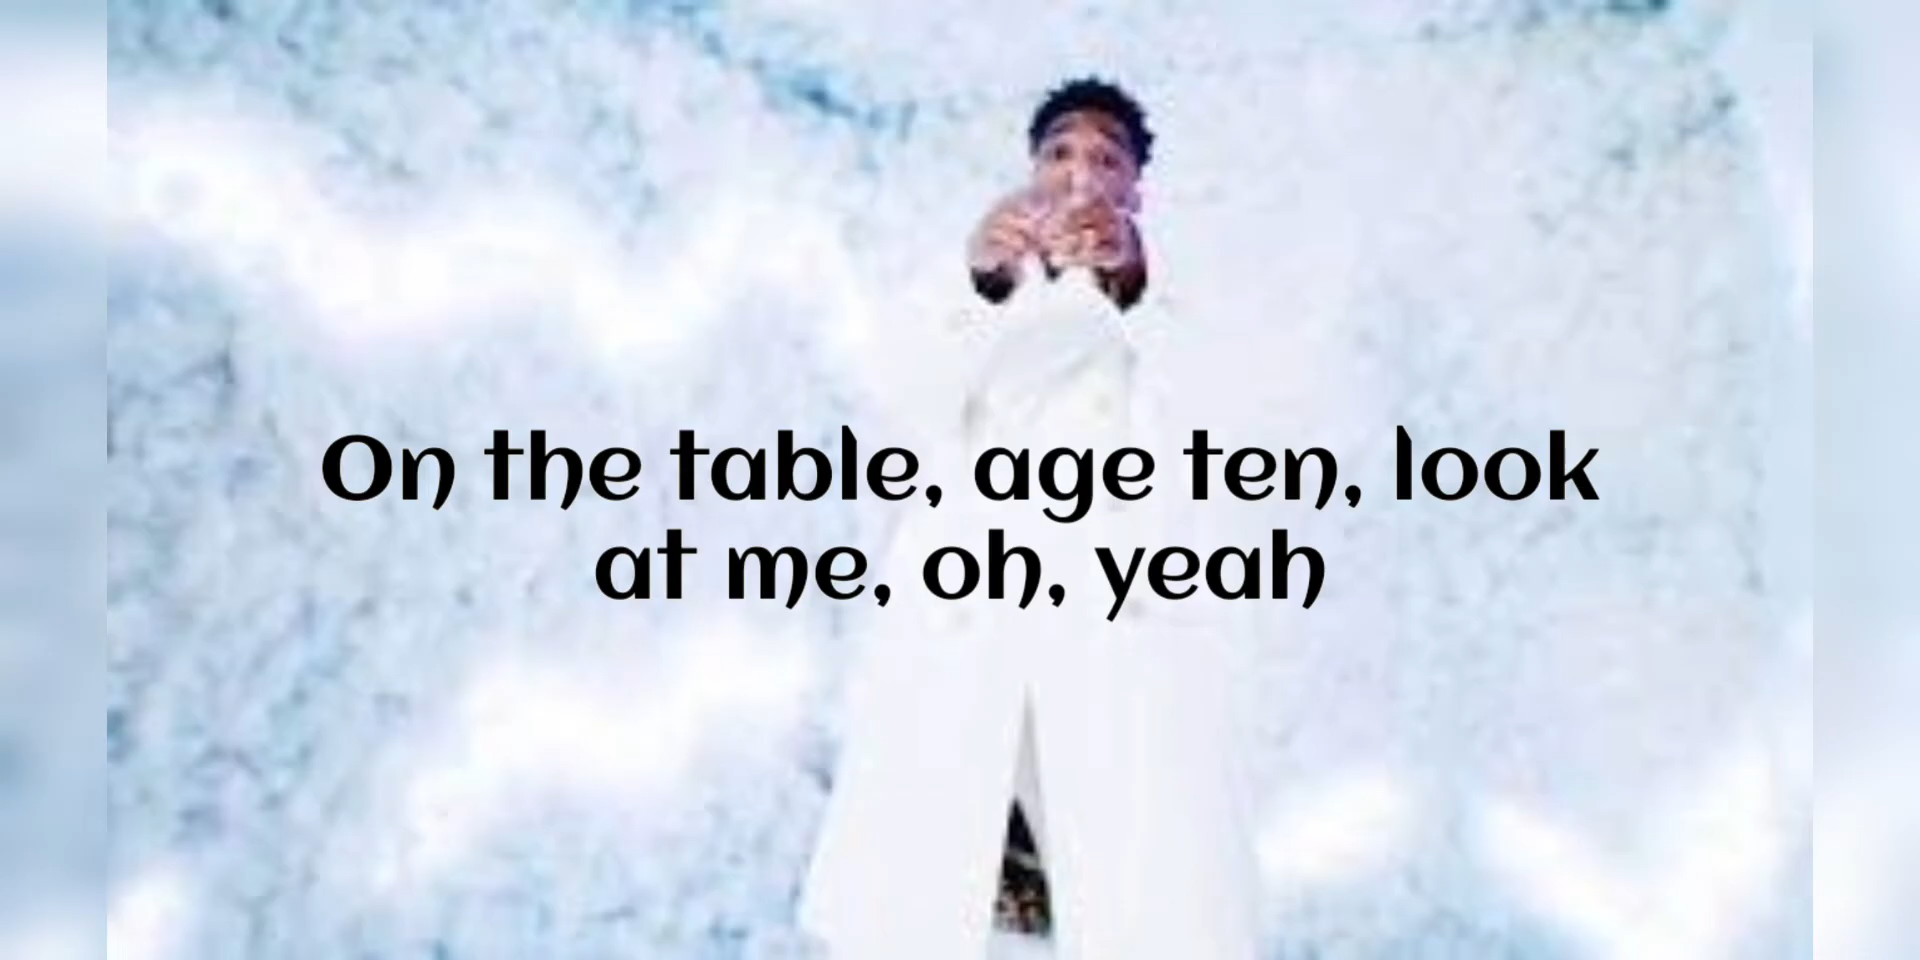 On the table, age ten, look
at me, oh, yeah